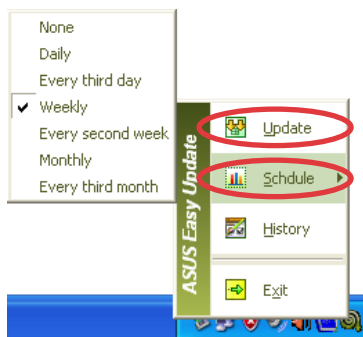 None
Daily
Every third day
Weekly
Every second week
Monthly
Every third month
ASUS Easy Update
Update
Schdule
History
Exit